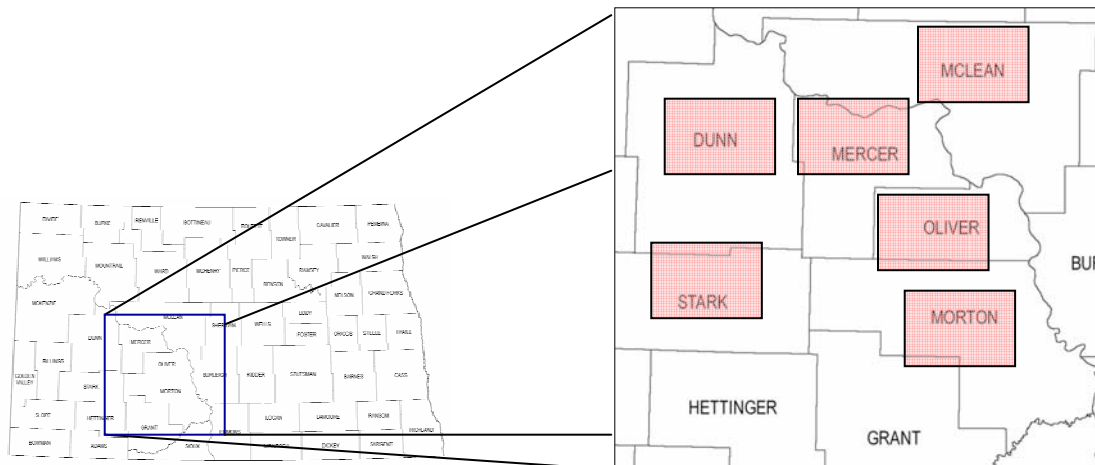 MCLEAN
DUNN
MERCER
OLIVER
BUR
STARK
MORTON
HETTINGER
GRANT
DIVIDE
BURKE
RENVILLE
BOTTINEAU
ROLETTE
TOWNER
CAVALIER
PEMBINA
WILLIAMS
MOUNTRAIL
WARD
MCHENRY
PIERCE
BENSON
RAMSEY
WALSH
MCKENZIE
NELSON
GRAND FORKS
MCLEAN
SHERIDAN
WELLS
EDDY
FOSTER
STEELE
TRAILL
DUNN
MERCER
OLIVER
BILLINGS
GOLDEN
VALLEY
STARK
MORTON
BURLEIGH
KIDDER
STUTSMAN
BARNES
CASS
SLOPE
HETTINGER
GRANT
LOGAN
LAMOURE
RANSOM
RICHLAND
BOWMAN
ADAMS
SIOUX
DICKEY
SARGENT